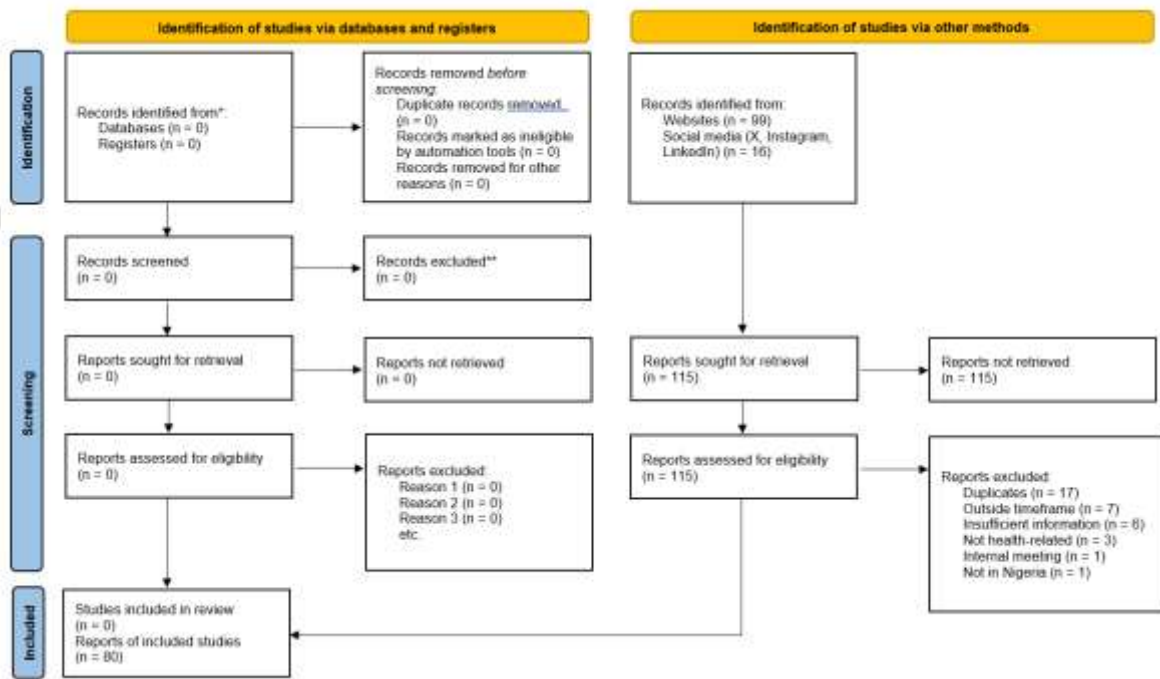 Identification of studies via databases and registers
Identification of studies via other methods
Identification
Records identified from*:
Databases (n = 0)
Registers (n = 0)
Records removed before
screening:
Duplicate records removed
(n = 0)
Records marked as ineligible
by automation tools (n = 0)
Records removed for other
reasons (n = 0)
Records identified from:
Websites (n = 99)
Social media (X, Instagram,
LinkedIn) (n = 16)
Screening
Records screened
(n = 0)
Records excluded**
(n = 0)
Reports sought for retrieval
(n = 0)
Reports not retrieved
(n = 0)
Reports sought for retrieval
(n = 115)
Reports not retrieved
(n = 115)
Reports assessed for eligibility
(n = 0)
Reports excluded:
Reason 1 (n = 0)
Reason 2 (n = 0)
Reason 3 (n = 0)
etc.
Reports assessed for eligibility
(n = 115)
Reports excluded:
Duplicates (n = 17)
Outside timeframe (n = 7)
Insufficient information (n = 6)
Not health-related (n = 3)
Internal meeting (n = 1)
Not in Nigeria (n = 1)
Included
Studies included in review
(n = 0)
Reports of included studies
(n = 80)